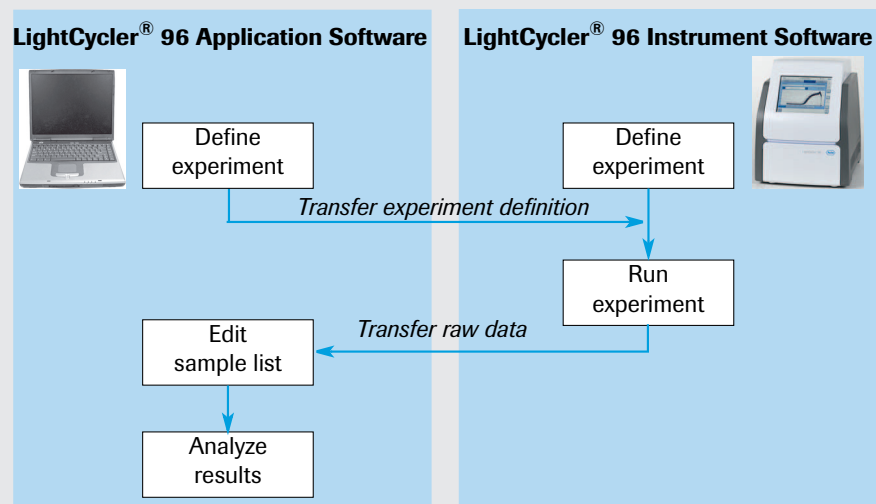 LightCycler® 96 Application Software
LightCycler® 96 Instrument Software
Define
experiment
Define
experiment
Transfer experiment definition
Run
experiment
Transfer raw data
Edit
sample list
Analyze
results